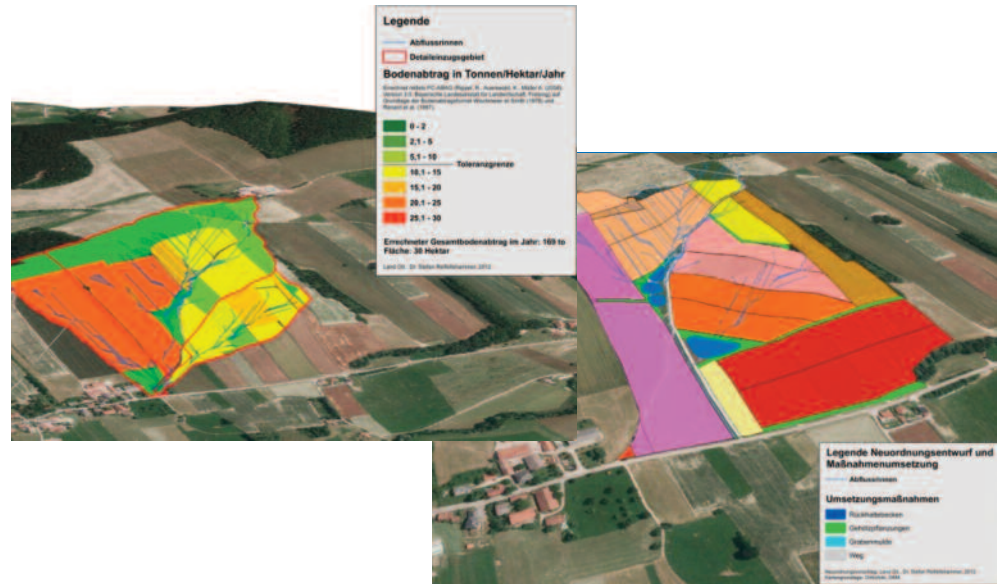 Legende
Abflussrinnen
Detaileinzugsgebiet
Bodenabtrag in Tonnen/Hektar/Jahr
0 - 2
2,1 - 5
5,1 - 10
Toleranzgrenze
10,1 - 15
15,1 - 20
20,1 - 25
25,1 - 30
Errechneter Gesamtbodenabtrag im Jahr: 169 to
Fläche: 30 Hektar
Legende Neuordnungsentwurf und
Maßnahmenumsetzung
Abflussrinnen
Umsetzungsmaßnahmen
Rückhaltebecken
Gehölzpflanzungen
Grabenmulde
Weg